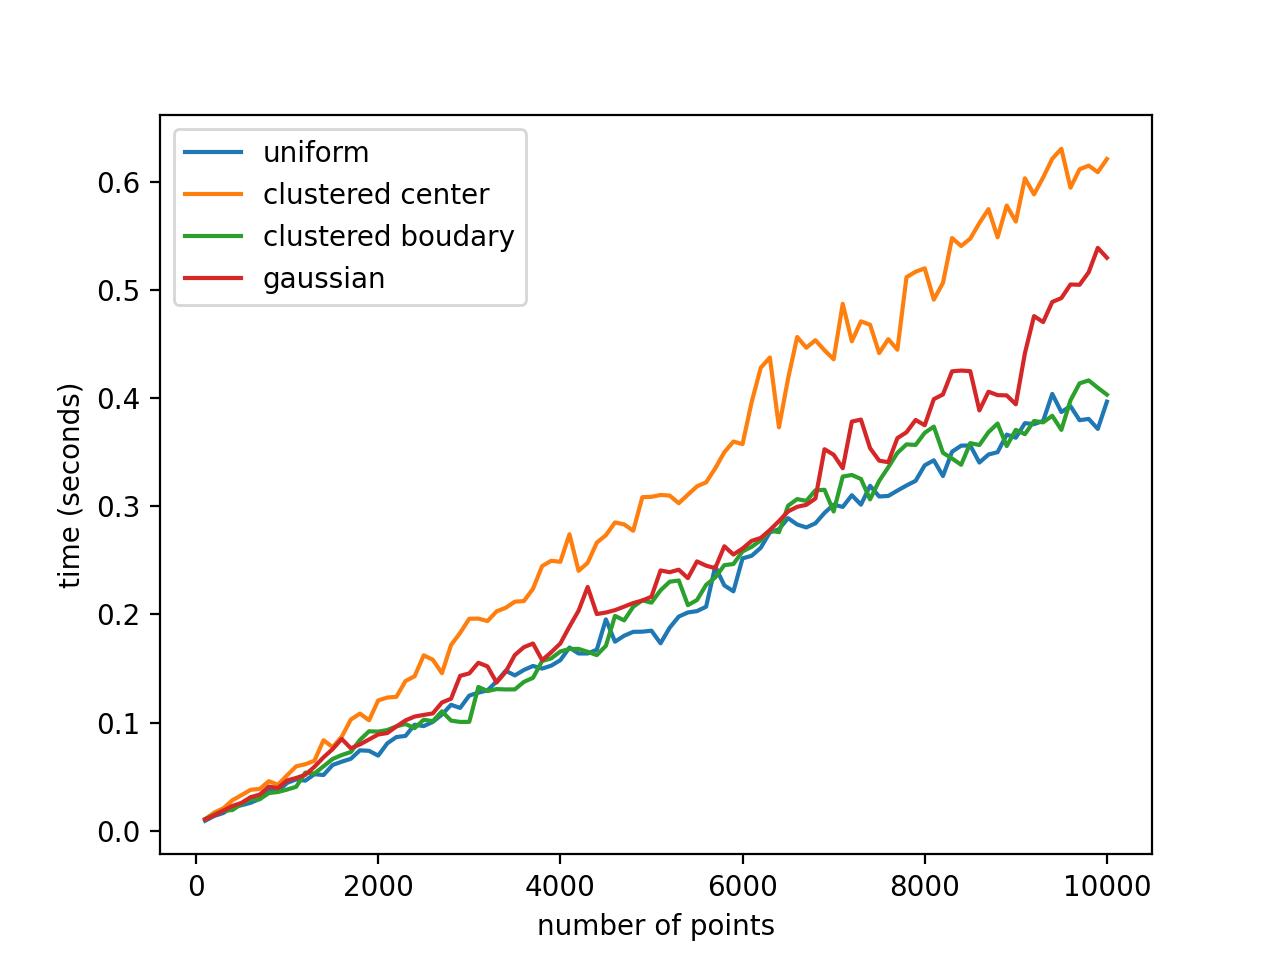 uniform
clustered center
clustered boudary
gaussian
0.6
0.5
0.4
0.3
0.2
0.1
0.0
time (seconds)
0 2000 4000 6000 8000 10000
number of points